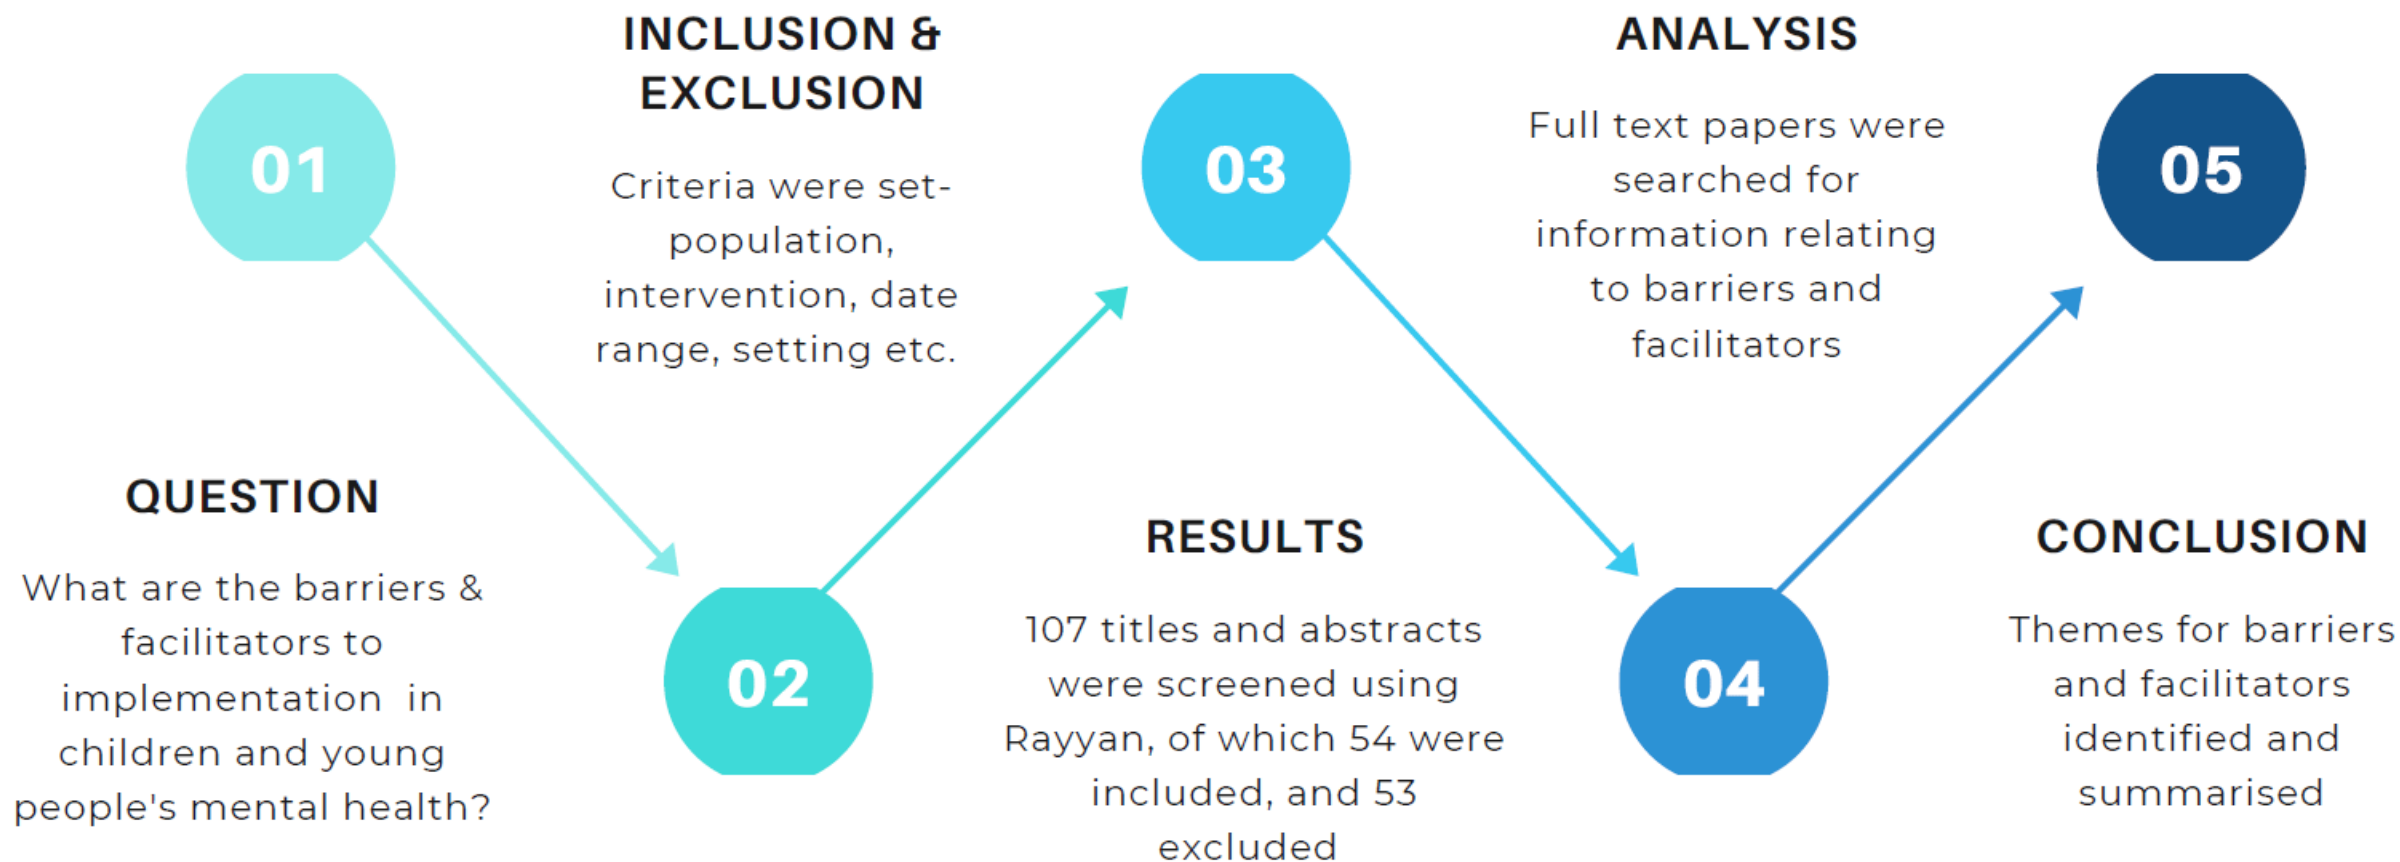 01
QUESTION
What are the barriers &
facilitators to
implementation  in
children and young
people's mental health?
INCLUSION &
EXCLUSION
Criteria were set-
population,
intervention, date
range, setting etc.
02
03
RESULTS
107 titles and abstracts
were screened using
Rayyan, of which 54 were
included, and 53
excluded
ANALYSIS
Full text papers were
searched for
information relating
to barriers and
facilitators
04
05
CONCLUSION
Themes for barriers
and facilitators
identified and
summarised